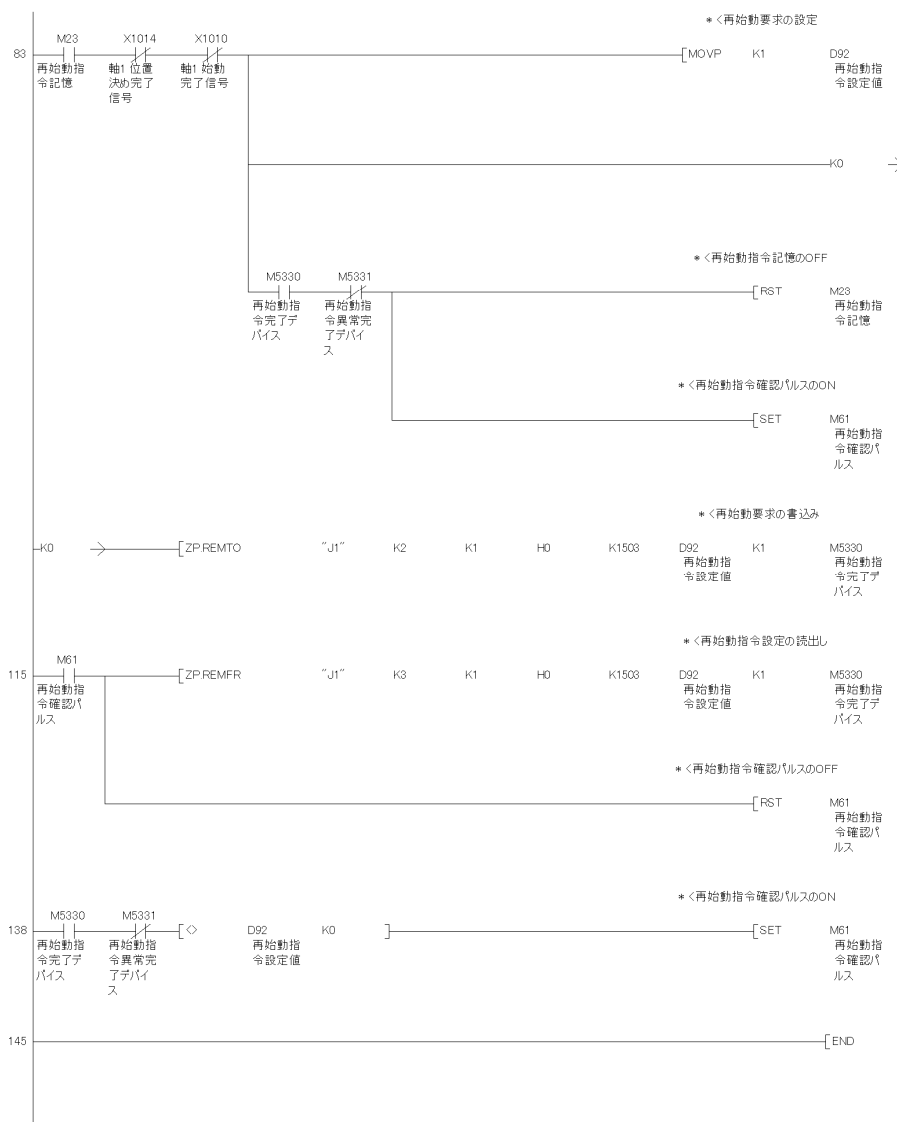 * <再始動要求の設定
83 M23 X1014 X1010 [MOVP K1 D92
再始動指 軸1 位置 軸1 始動 再始動指
令記憶 決め完了 完了信号 令設定値
信号
K0
* <再始動指令記憶のOFF
M5330 M5331 [RST M23
再始動指 再始動指 再始動指
令完了デ 令異常完 令記憶
バイス 了デバイ
ス
* <再始動指令確認パルスのON
[SET M61
再始動指
令確認パ
ルス
* <再始動要求の書込み
K0 [ZP.REMTO "J1" K2 K1 H0 K1503 D92 K1 M5330
再始動指 再始動指
令設定値 令完了デ
バイス
* <再始動指令設定の読出し
115 M61 [ZP.REMFR "J1" K3 K1 H0 K1503 D92 K1 M5330
再始動指 再始動指 再始動指
令確認パ 令設定値 令完了デ
ルス バイス
* <再始動指令確認パルスのOFF
[RST M61
再始動指
令確認パ
ルス
* <再始動指令確認パルスのON
138 M5330 M5331 [<> D92 K0 ] [SET M61
再始動指 再始動指 再始動指 再始動指
令完了デ 令異常完 令設定値 令確認パ
バイス 了デバイ ルス
ス
145 [END